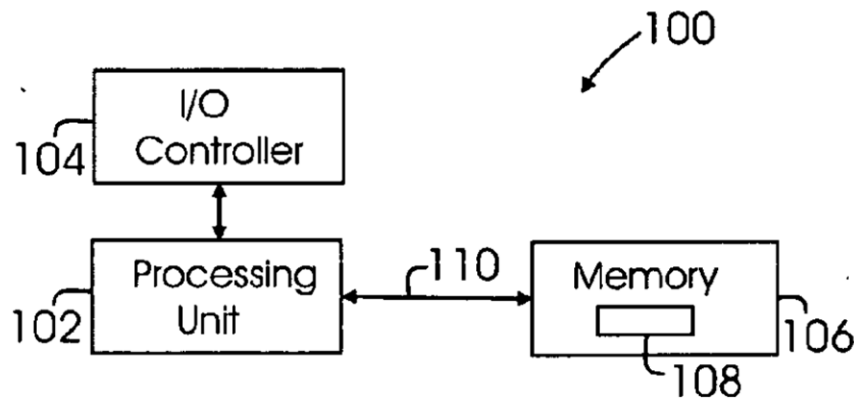 100
I/O
Controller
104
Processing
Unit
102
110
Memory
106
108